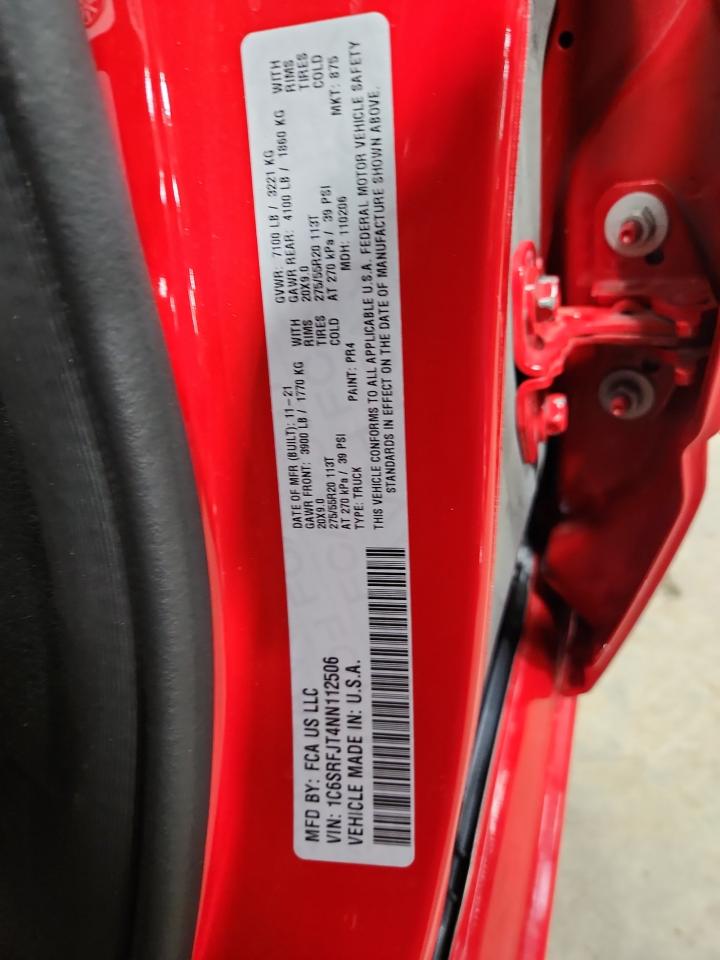 MFD BY: FCA US LLC
VIN: 1C6SRFJT4NN112506
VEHICLE MADE IN: U.S.A.
DATE OF MFR (BUILT): 11-21
GAWR FRONT: 3900 LB / 1770 KG WITH
20X9.0 RIMS
275/55R20 113T TIRES
AT 270 kPa / 39 PSI COLD
TYPE: TRUCK PAINT: PR4
GVWR: 7100 LB / 3221 KG
GAWR REAR: 4100 LB / 1860 KG WITH
20X9.0 RIMS
275/55R20 113T TIRES
AT 270 kPa / 39 PSI COLD
MDH: 110206 MKT: 875
THIS VEHICLE CONFORMS TO ALL APPLICABLE U.S.A. FEDERAL MOTOR VEHICLE SAFETY
STANDARDS IN EFFECT ON THE DATE OF MANUFACTURE SHOWN ABOVE.